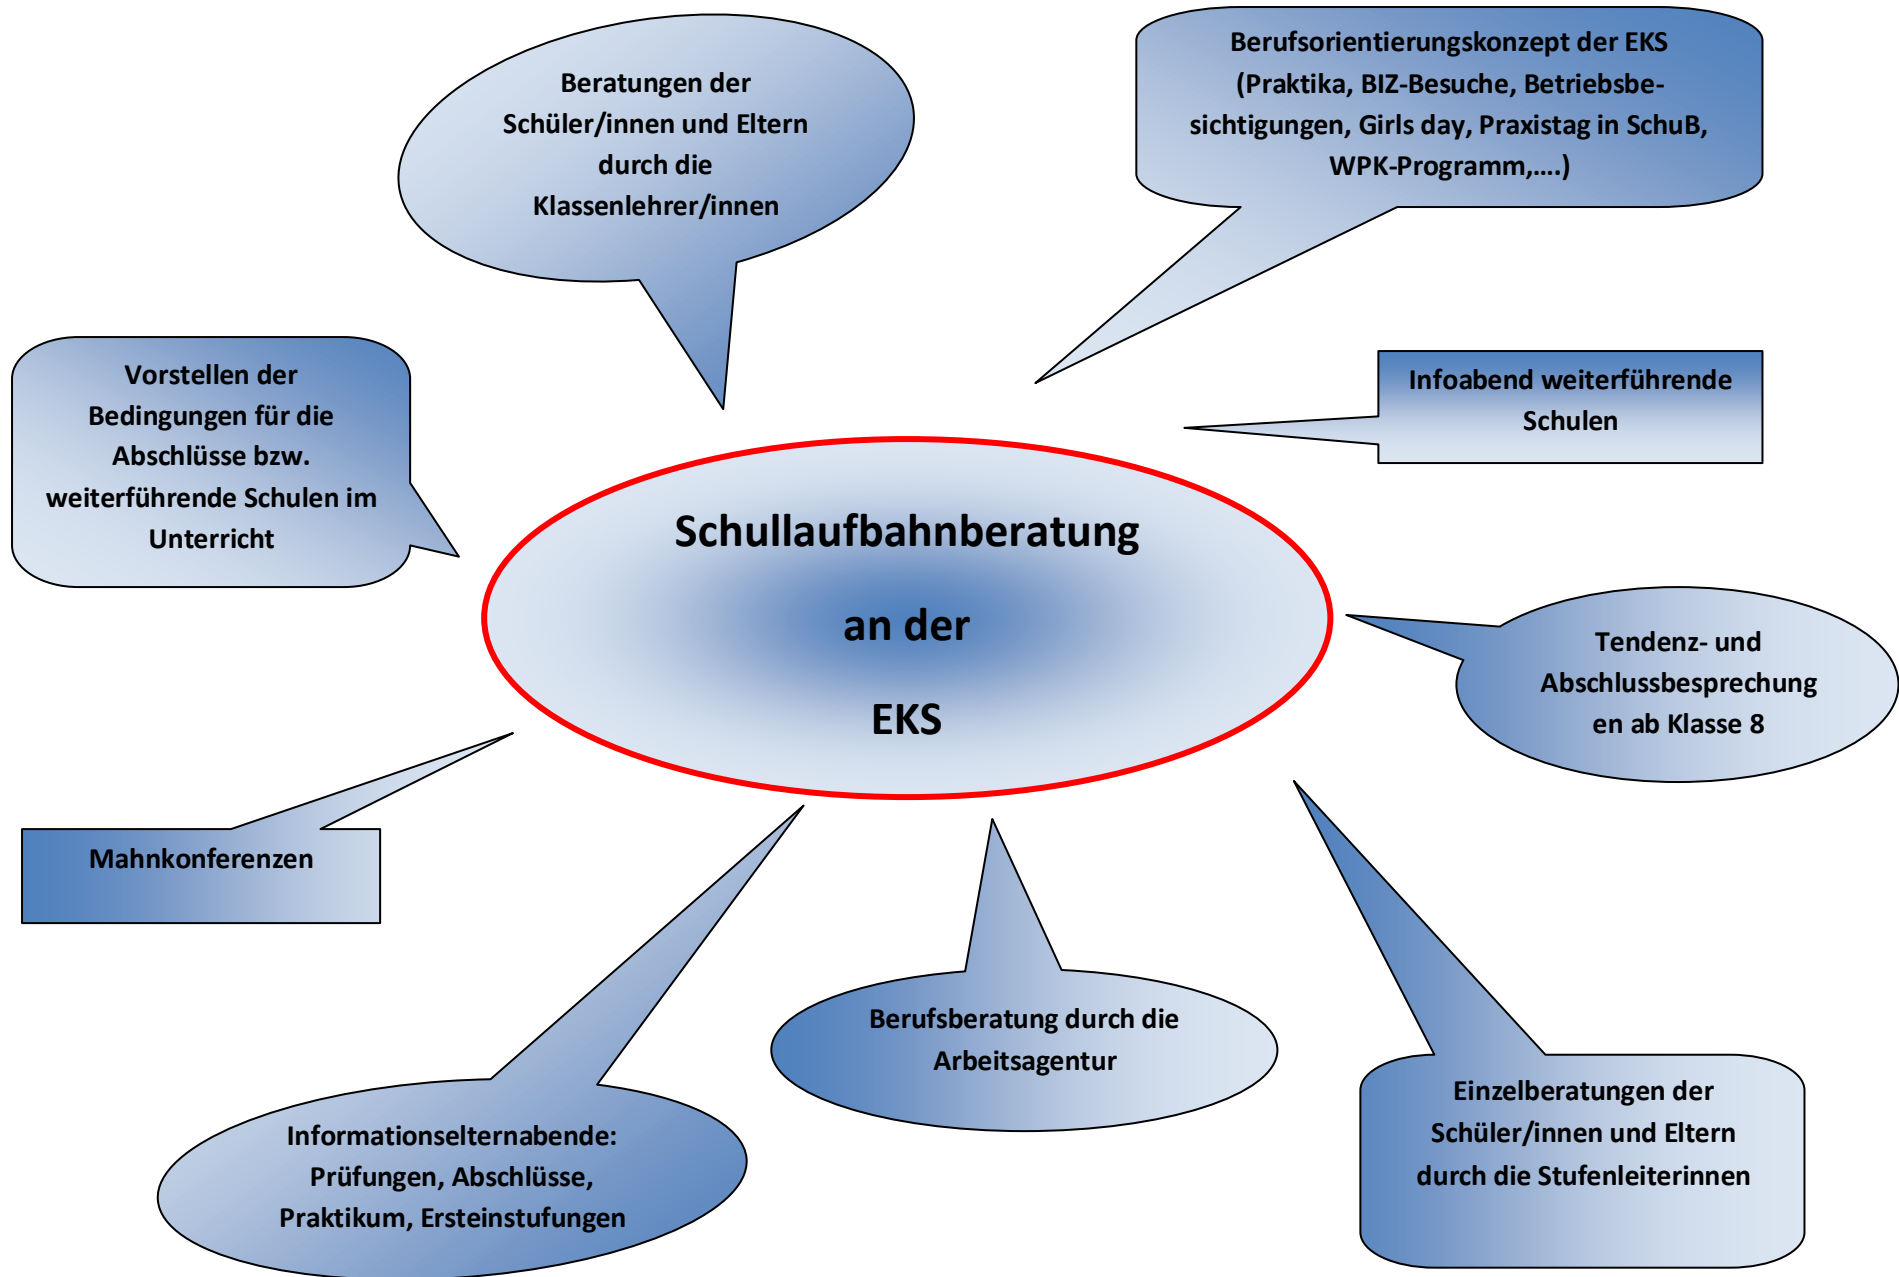 Beratungen der
Schüler/innen und Eltern
durch die
Klassenlehrer/innen
Berufsorientierungskonzept der EKS
(Praktika, BIZ-Besuche, Betriebsbe-
sichtigungen, Girls day, Praxistag in SchuB,
WPK-Programm,....)
Vorstellen der
Bedingungen für die
Abschlüsse bzw.
weiterführende Schulen im
Unterricht
Infoabend weiterführende
Schulen
Schullaufbahnberatung
an der
EKS
Tendenz- und
Abschlussbesprechung
en ab Klasse 8
Mahnkonferenzen
Berufsberatung durch die
Arbeitsagentur
Einzelberatungen der
Schüler/innen und Eltern
durch die Stufenleiterinnen
Informationselternabende:
Prüfungen, Abschlüsse,
Praktikum, Ersteinstufungen